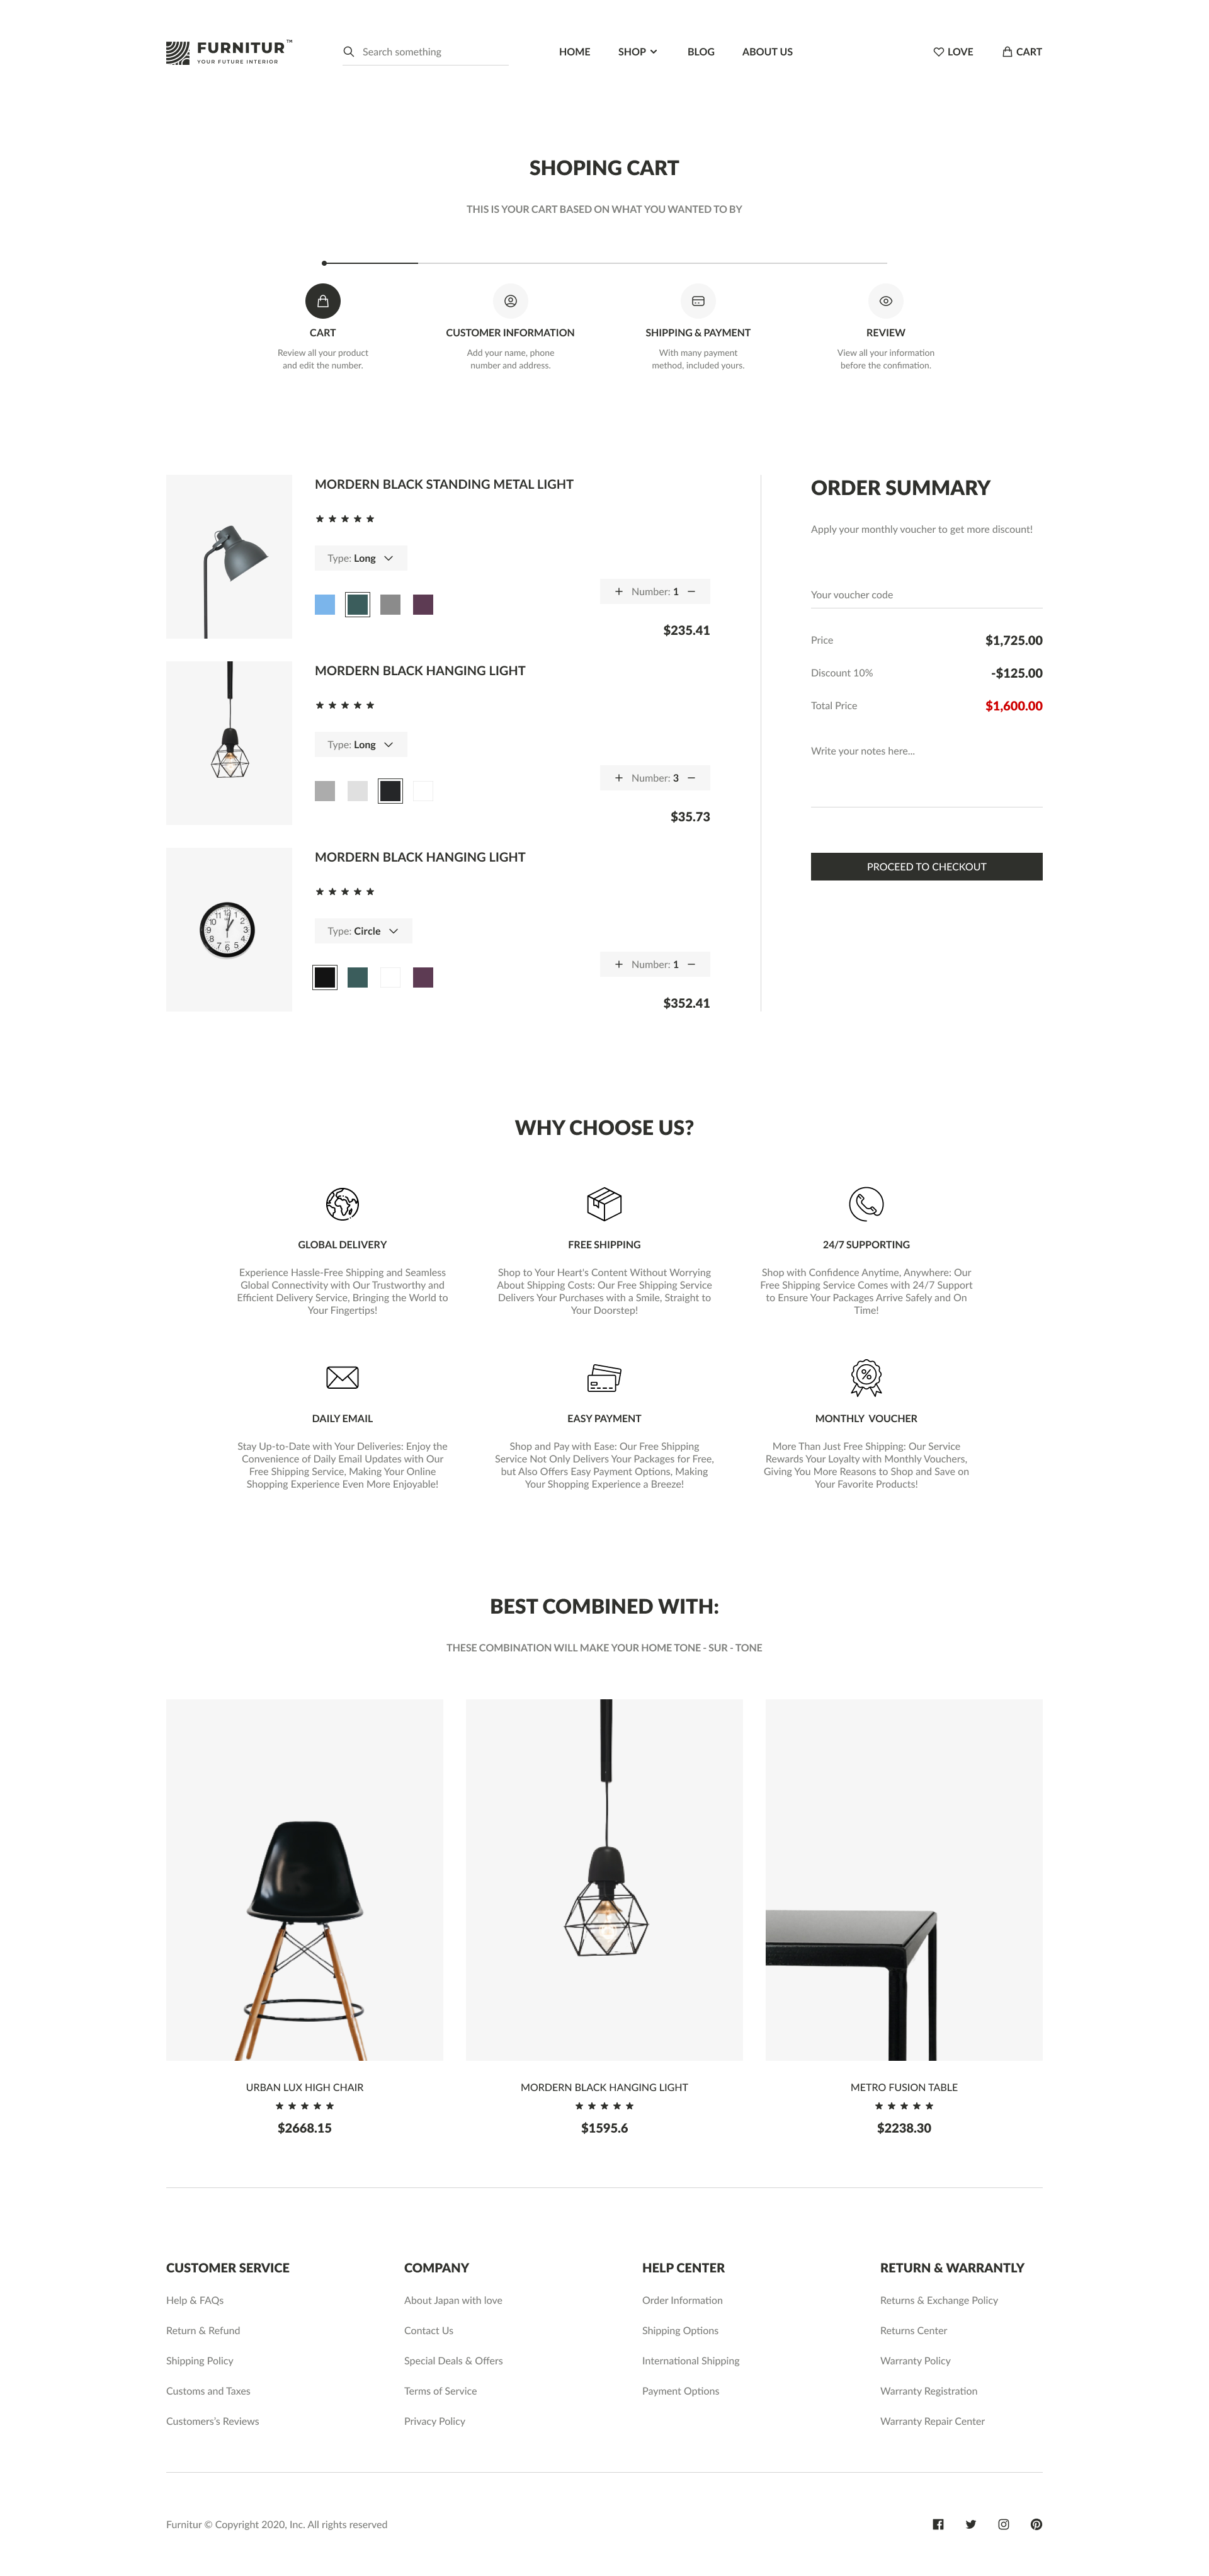 FURNITUR™
YOUR FUTURE INTERIOR
Search something
HOME
SHOP
BLOG
ABOUT US
LOVE
CART
SHOPING CART
THIS IS YOUR CART BASED ON WHAT YOU WANTED TO BY
CART
Review all your product
and edit the number.
CUSTOMER INFORMATION
Add your name, phone
number and address.
SHIPPING & PAYMENT
With many payment
method, included yours.
REVIEW
View all your information
before the confimation.
MORDERN BLACK STANDING METAL LIGHT
Type: Long
+ Number: 1 −
$235.41
MORDERN BLACK HANGING LIGHT
Type: Long
+ Number: 3 −
$35.73
12
11
1
10
2
9
3
8
4
7
6
5
MORDERN BLACK HANGING LIGHT
Type: Circle
+ Number: 1 −
$352.41
ORDER SUMMARY
Apply your monthly voucher to get more discount!
Your voucher code
Price $1,725.00
Discount 10% -$125.00
Total Price $1,600.00
Write your notes here...
PROCEED TO CHECKOUT
WHY CHOOSE US?
GLOBAL DELIVERY
Experience Hassle-Free Shipping and Seamless
Global Connectivity with Our Trustworthy and
Efficient Delivery Service, Bringing the World to
Your Fingertips!
FREE SHIPPING
Shop to Your Heart's Content Without Worrying
About Shipping Costs: Our Free Shipping Service
Delivers Your Purchases with a Smile, Straight to
Your Doorstep!
24/7 SUPPORTING
Shop with Confidence Anytime, Anywhere: Our
Free Shipping Service Comes with 24/7 Support
to Ensure Your Packages Arrive Safely and On
Time!
DAILY EMAIL
Stay Up-to-Date with Your Deliveries: Enjoy the
Convenience of Daily Email Updates with Our
Free Shipping Service, Making Your Online
Shopping Experience Even More Enjoyable!
EASY PAYMENT
Shop and Pay with Ease: Our Free Shipping
Service Not Only Delivers Your Packages for Free,
but Also Offers Easy Payment Options, Making
Your Shopping Experience a Breeze!
MONTHLY VOUCHER
More Than Just Free Shipping: Our Service
Rewards Your Loyalty with Monthly Vouchers,
Giving You More Reasons to Shop and Save on
Your Favorite Products!
BEST COMBINED WITH:
THESE COMBINATION WILL MAKE YOUR HOME TONE - SUR - TONE
URBAN LUX HIGH CHAIR
$2668.15
MORDERN BLACK HANGING LIGHT
$1595.6
METRO FUSION TABLE
$2238.30
CUSTOMER SERVICE
Help & FAQs
Return & Refund
Shipping Policy
Customs and Taxes
Customers's Reviews
COMPANY
About Japan with love
Contact Us
Special Deals & Offers
Terms of Service
Privacy Policy
HELP CENTER
Order Information
Shipping Options
International Shipping
Payment Options
RETURN & WARRANTLY
Returns & Exchange Policy
Returns Center
Warranty Policy
Warranty Registration
Warranty Repair Center
Furnitur © Copyright 2020, Inc. All rights reserved